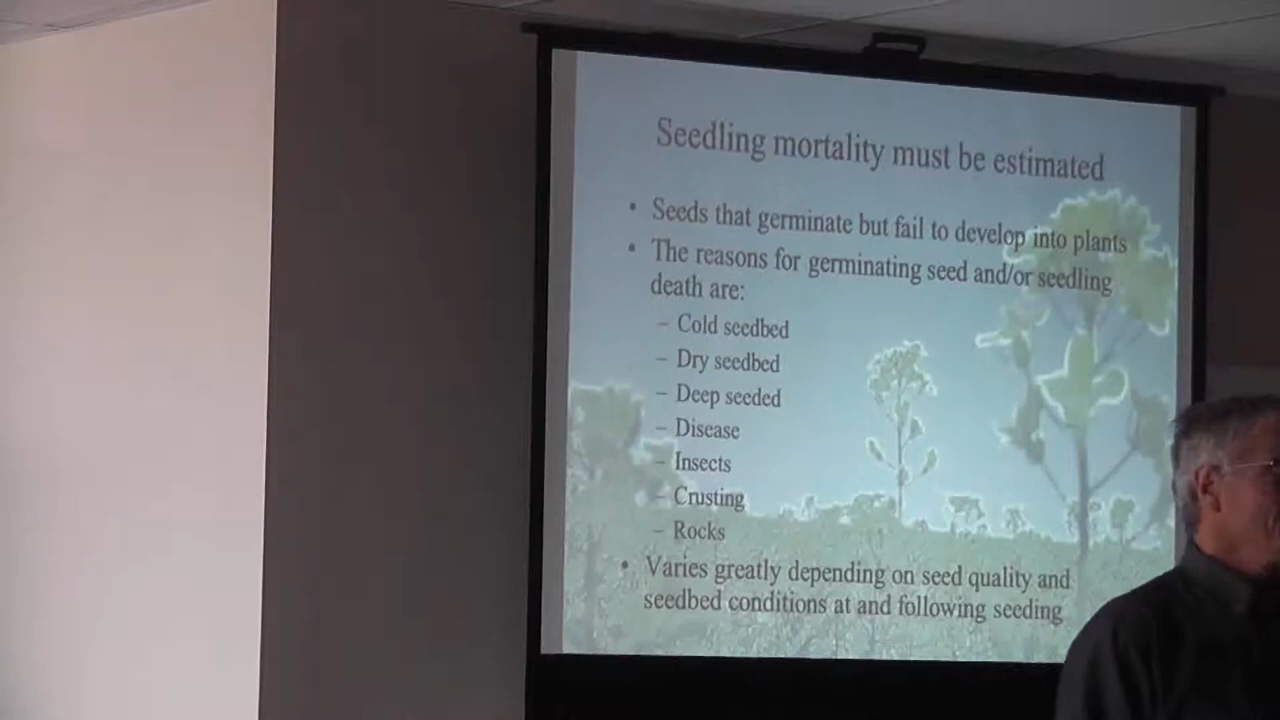 Seedling mortality must be estimated
• Seeds that germinate but fail to develop into plants
• The reasons for germinating seed and/or seedling
death are:
– Cold seedbed
– Dry seedbed
– Deep seeded
– Disease
– Insects
– Crusting
– Rocks
• Varies greatly depending on seed quality and
seedbed conditions at and following seeding